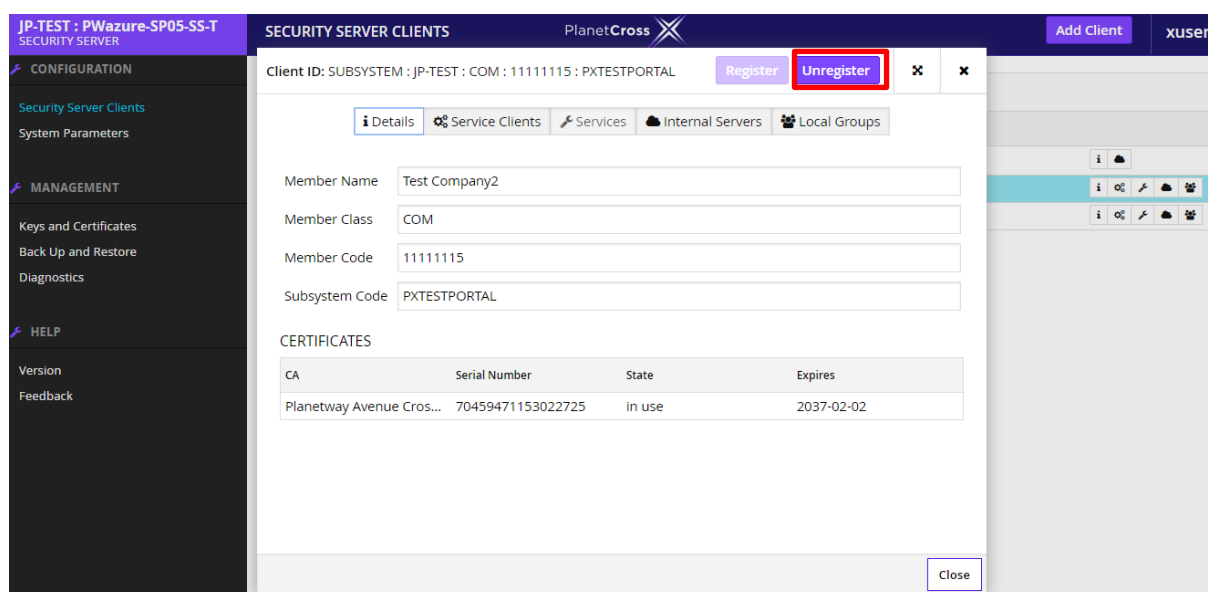 JP-TEST : PWazure-SP05-SS-T
SECURITY SERVER
SECURITY SERVER CLIENTS
PlanetCross
Add Client
xuser
CONFIGURATION
Security Server Clients
System Parameters
MANAGEMENT
Keys and Certificates
Back Up and Restore
Diagnostics
HELP
Version
Feedback
Client ID: SUBSYSTEM : JP-TEST : COM : 11111115 : PXTESTPORTAL
Register
Unregister
Details
Service Clients
Services
Internal Servers
Local Groups
Member Name Test Company2
Member Class COM
Member Code 11111115
Subsystem Code PXTESTPORTAL
CERTIFICATES
CA Serial Number State Expires
Planetway Avenue Cros... 70459471153022725 in use 2037-02-02
Close